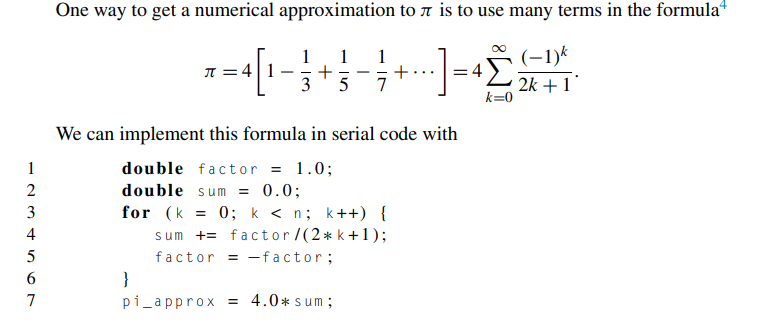 One way to get a numerical approximation to π is to use many terms in the formula⁴
π = 4 [ 1 − 1/3 + 1/5 − 1/7 + ⋯ ] = 4 ∑_{k=0}^{∞} (−1)^k / (2k + 1).
We can implement this formula in serial code with
1 double factor = 1.0;
2 double sum = 0.0;
3 for (k = 0; k < n; k++) {
4 sum += factor/(2*k+1);
5 factor = −factor;
6 }
7 pi_approx = 4.0*sum;